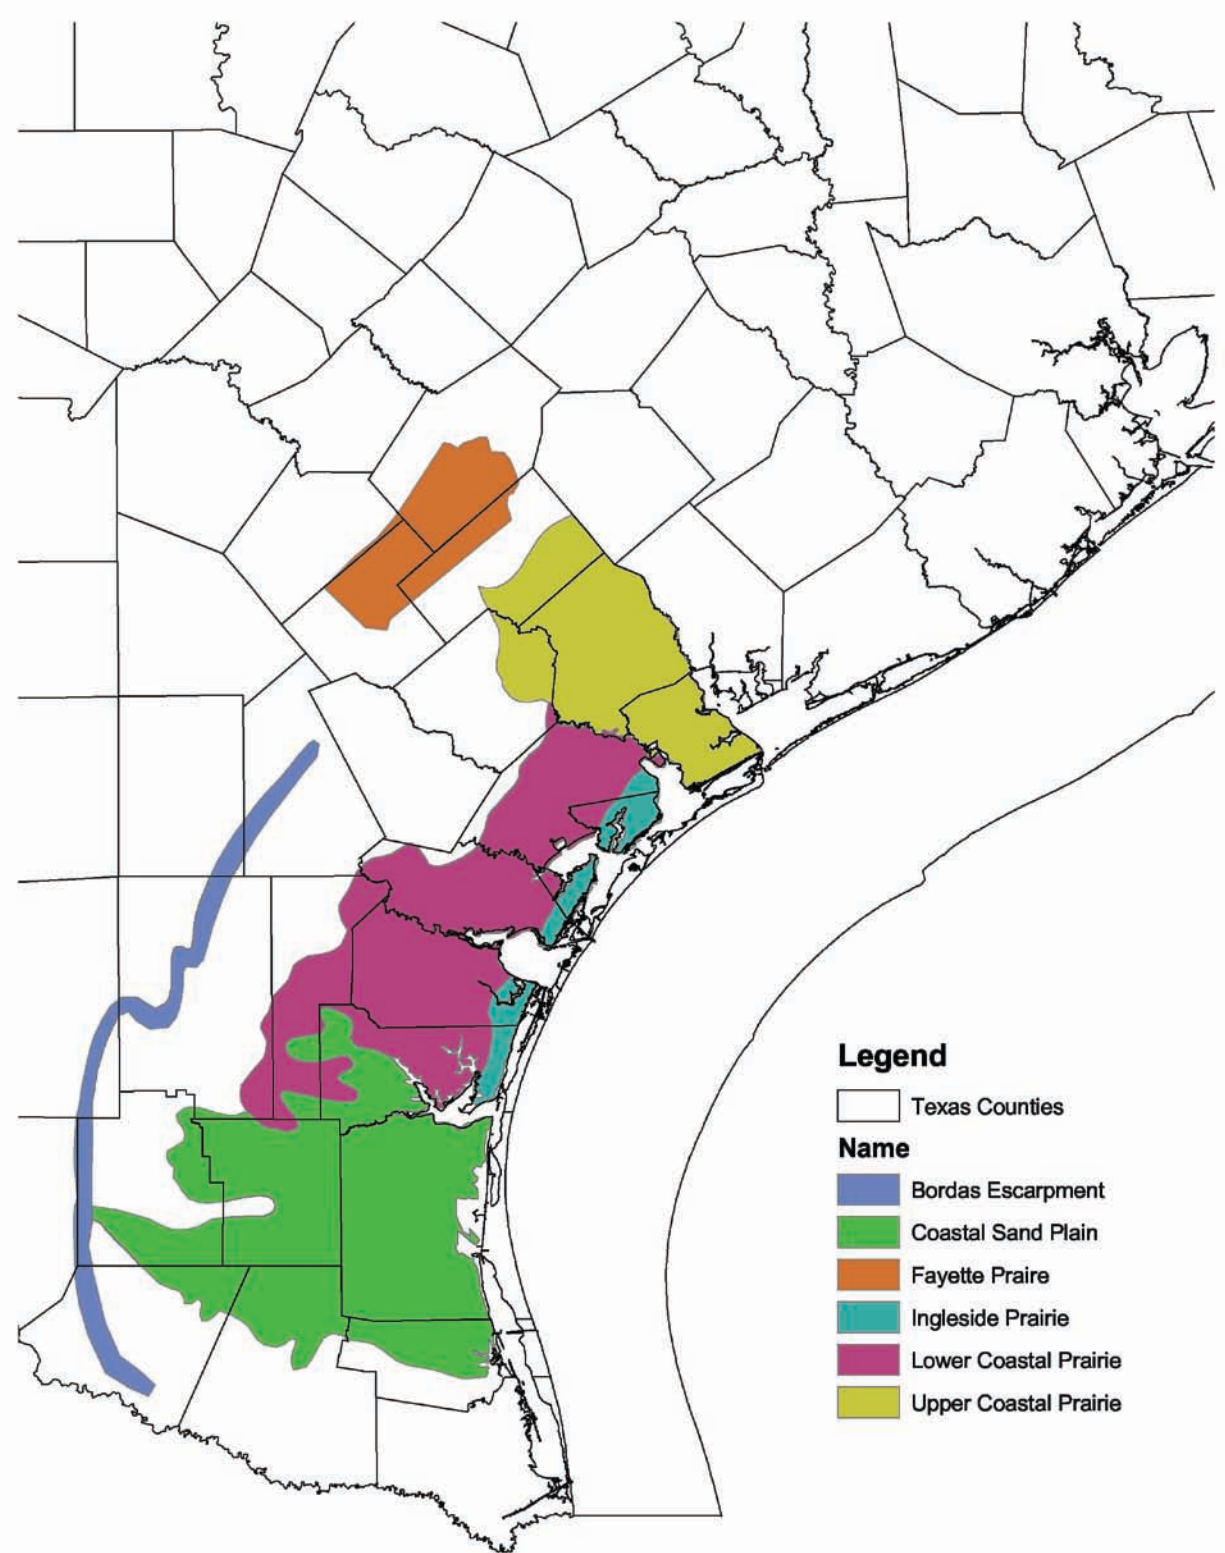 Legend
Texas Counties
Name
Bordas Escarpment
Coastal Sand Plain
Fayette Praire
Ingleside Prairie
Lower Coastal Prairie
Upper Coastal Prairie